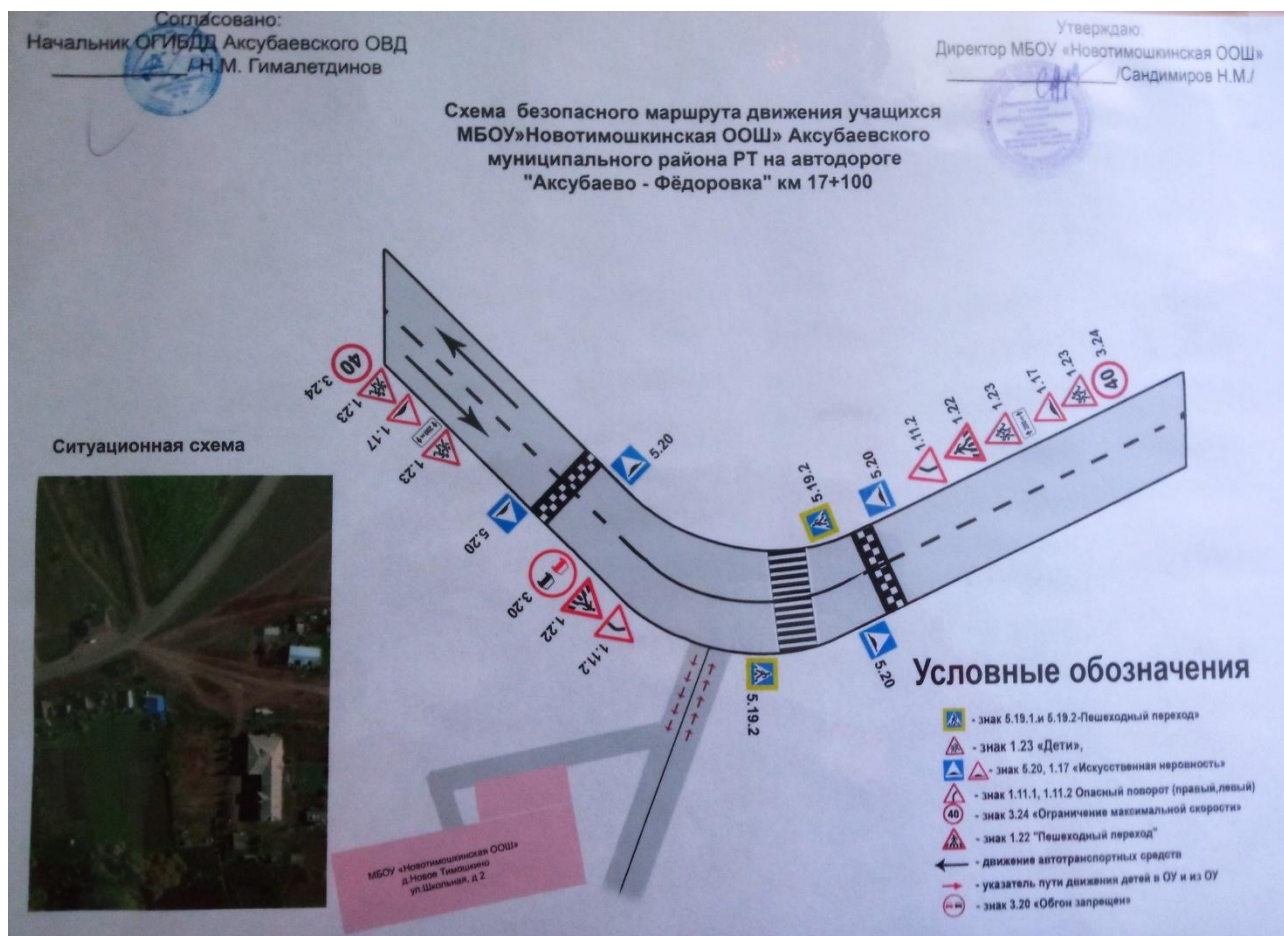 Согласовано:
Начальник ОГИБДД Аксубаевского ОВД
/ Н.М. Гималетдинов
Утверждаю:
Директор МБОУ «Новотимошкинская ООШ»
/Сандимиров Н.М./
Схема безопасного маршрута движения учащихся
МБОУ»Новотимошкинская ООШ» Аксубаевского
муниципального района РТ на автодороге
"Аксубаево - Фёдоровка" км 17+100
40
3.24
1.23
1.17
1.23
5.20
5.20
3.20
1.22
1.11.2
5.19.2
5.19.2
5.20
5.20
1.11.2
1.22
1.23
1.17
1.23
40
3.24
Ситуационная схема
МБОУ «Новотимошкинская ООШ»
д.Новое Тимошкино
ул.Школьная, д 2
Условные обозначения
- знак 5.19.1.и 5.19.2-Пешеходный переход»
- знак 1.23 «Дети»,
- знак 5.20, 1.17 «Искусственная неровность»
- знак 1.11.1, 1.11.2 Опасный поворот (правый,левый)
40 - знак 3.24 «Ограничение максимальной скорости»
- знак 1.22 "Пешеходный переход"
- движение автотранспортных средств
- указатель пути движения детей в ОУ и из ОУ
- знак 3.20 «Обгон запрещен»